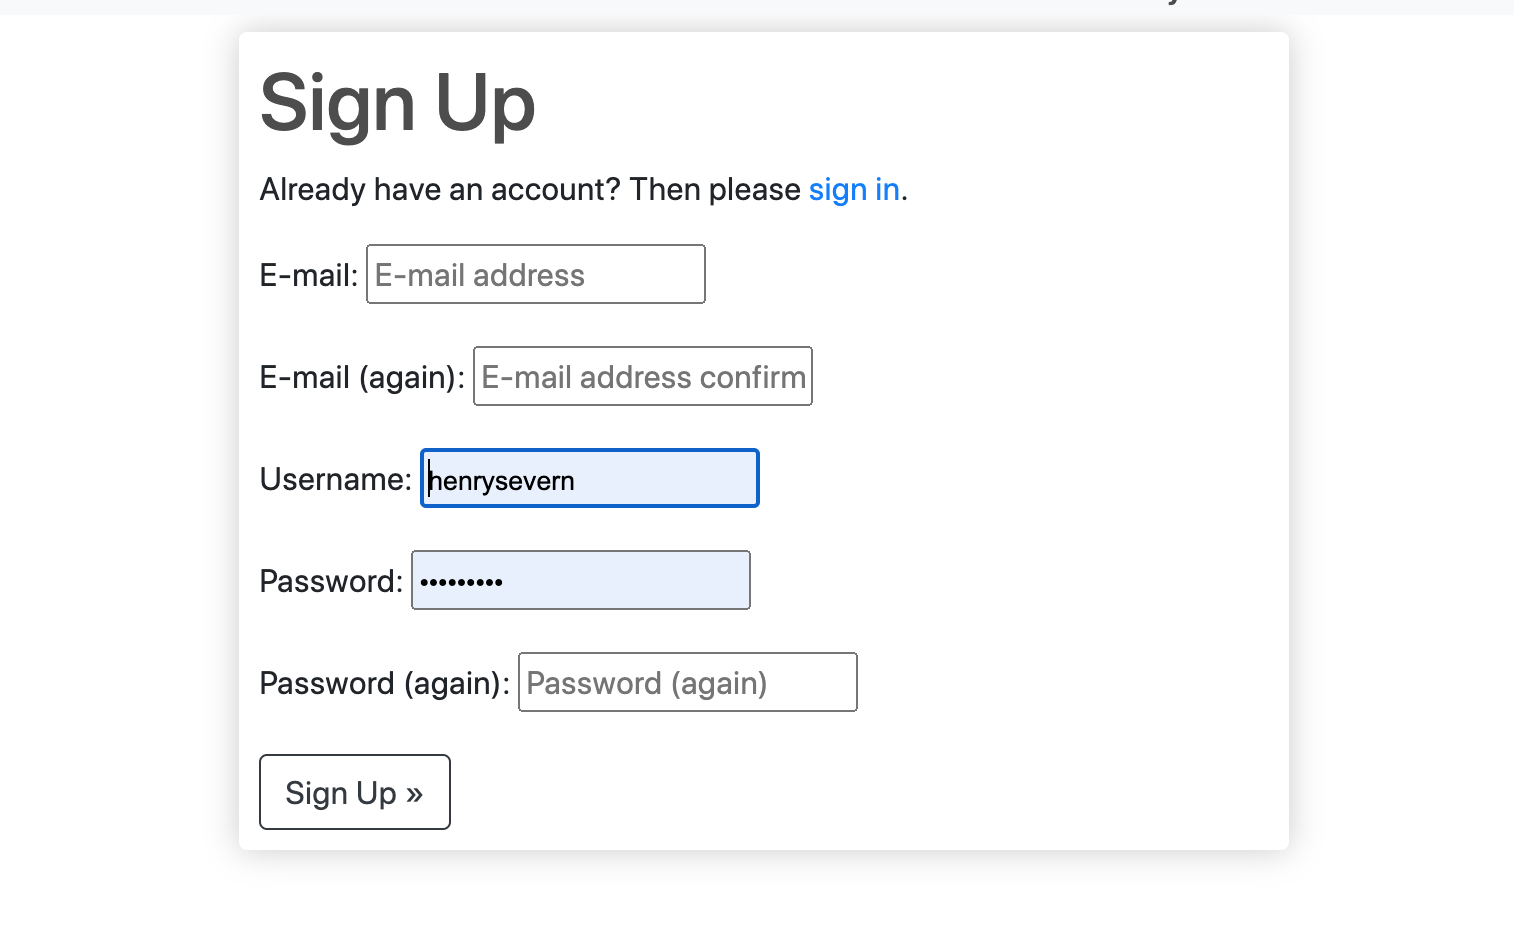 Sign Up
Already have an account? Then please sign in.
E-mail: E-mail address
E-mail (again): E-mail address confirm
Username: henrysevern
Password: •••••••••
Password (again): Password (again)
Sign Up »